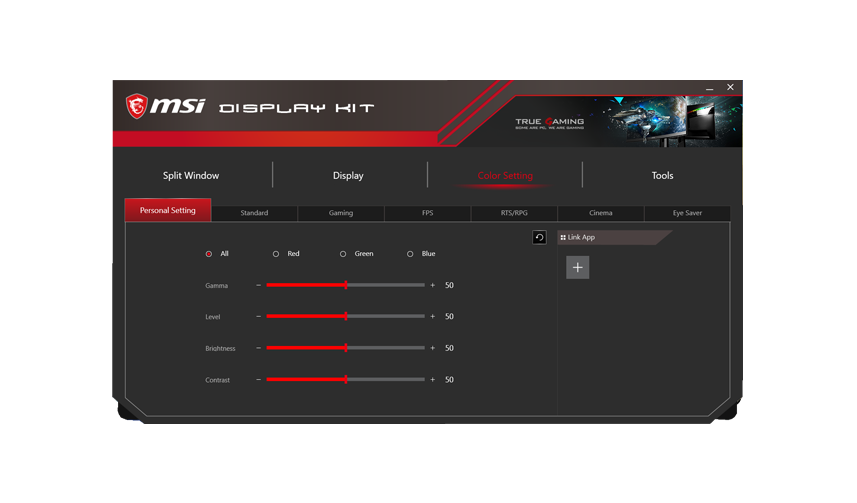 msi DISPLAY KIT
TRUE GAMING
SOME ARE PC, WE ARE GAMING
Split Window
Display
Color Setting
Tools
Personal Setting
Standard
Gaming
FPS
RTS/RPG
Cinema
Eye Saver
Link App
All
Red
Green
Blue
Gamma − + 50
Level − + 50
Brightness − + 50
Contrast − + 50